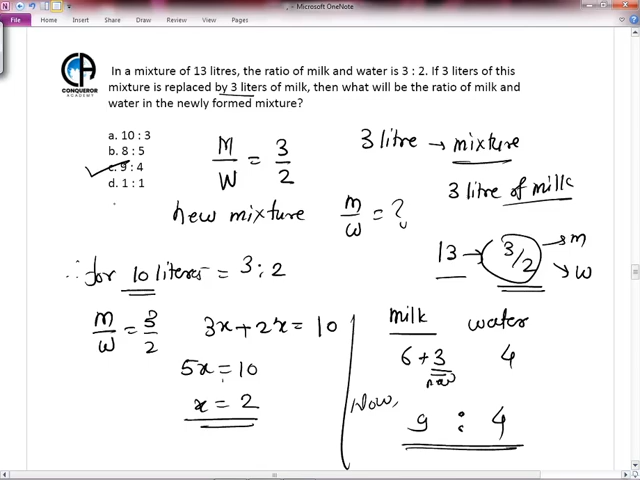 - Microsoft OneNote
File Home Insert Share Draw Review View
In a mixture of 13 litres, the ratio of milk and water is 3 : 2. If 3 liters of this
mixture is replaced by 3 liters of milk, then what will be the ratio of milk and
water in the newly formed mixture?
CONQUEROR
ACADEMY
a. 10 : 3
b. 8 : 5
c. 9 : 4
d. 1 : 1
M/W = 3/2
3 litre → mixture
3 litre of milk
new mixture m/w = ?
13 → 3/2 → m
→ w
∴ for 10 literes = 3 : 2
m/w = 3/2
3x + 2x = 10
5x = 10
x = 2
milk water
6 + 3 4
new
Now,
9 : 4